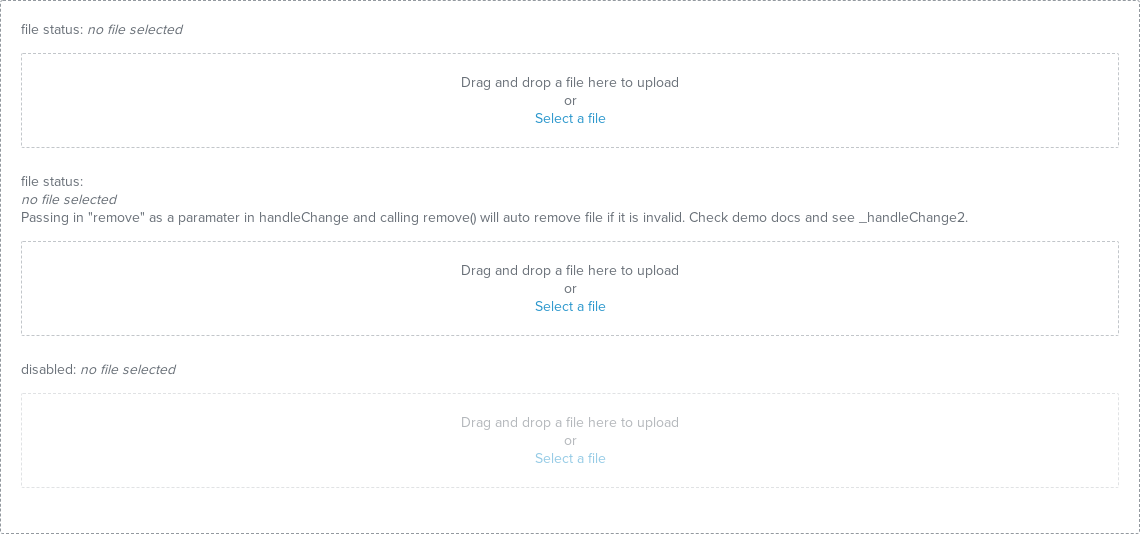 file status: no file selected
Drag and drop a file here to upload
or
Select a file
file status:
no file selected
Passing in "remove" as a paramater in handleChange and calling remove() will auto remove file if it is invalid. Check demo docs and see _handleChange2.
Drag and drop a file here to upload
or
Select a file
disabled: no file selected
Drag and drop a file here to upload
or
Select a file